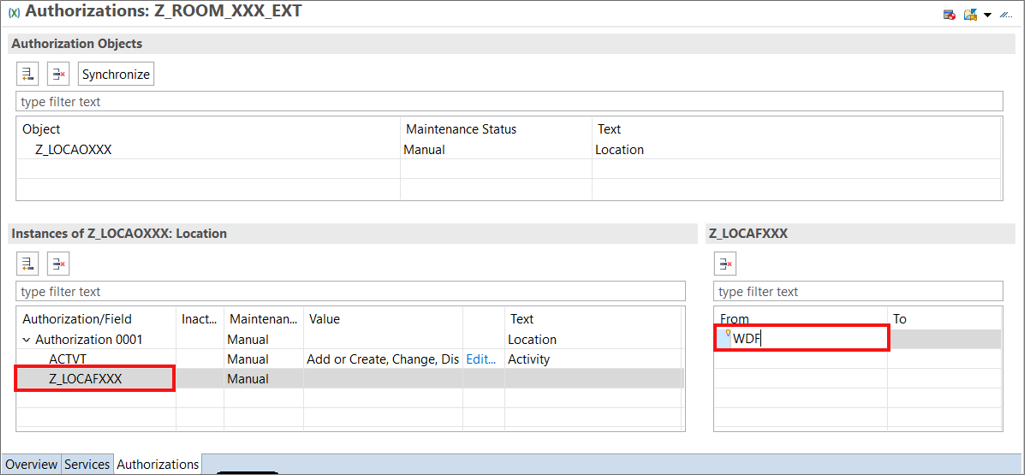 Authorizations: Z_ROOM_XXX_EXT
Authorization Objects
Synchronize
type filter text
Object Maintenance Status Text
Z_LOCAOXXX Manual Location
Instances of Z_LOCAOXXX: Location
type filter text
Authorization/Field Inact... Maintenan... Value Text
Authorization 0001 Manual Location
ACTVT Manual Add or Create, Change, Dis Edit... Activity
Z_LOCAFXXX Manual
Z_LOCAFXXX
type filter text
From To
WDF
Overview Services Authorizations